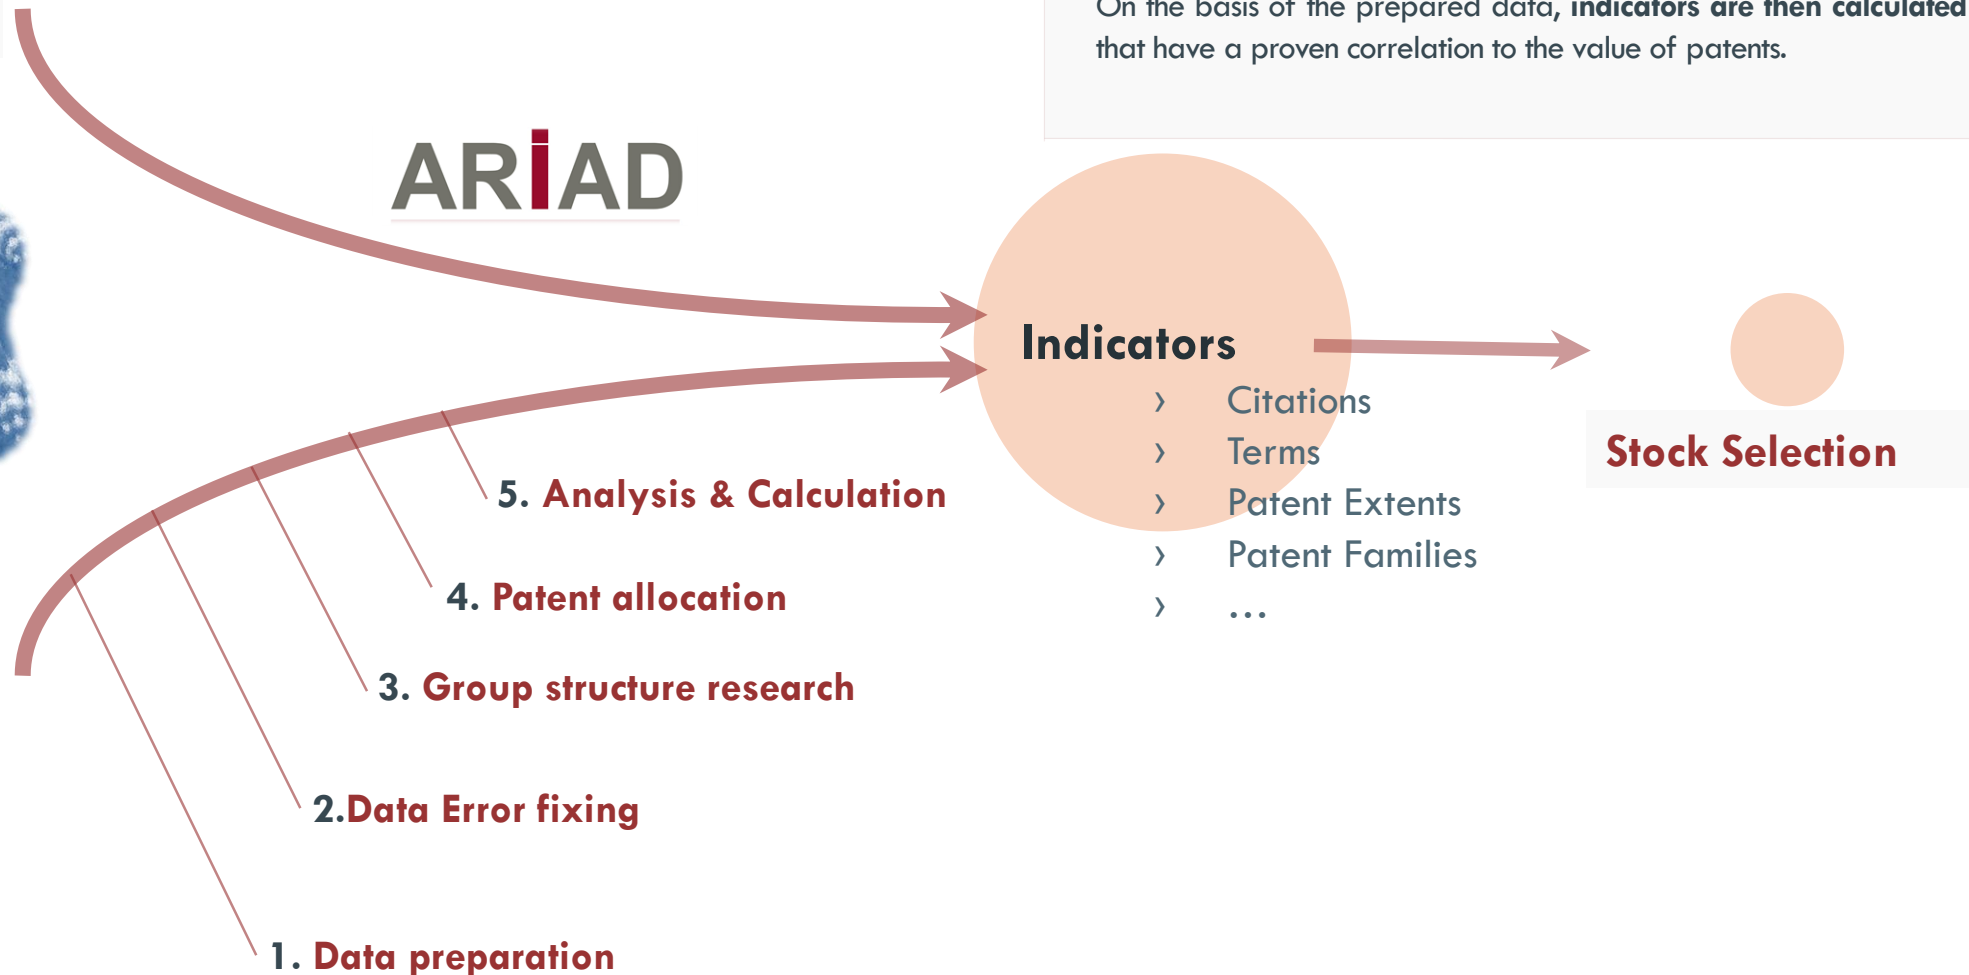 On the basis of the prepared data, indicators are then calculated
that have a proven correlation to the value of patents.
ARiAD
Indicators
› Citations
› Terms
› Patent Extents
› Patent Families
› …
Stock Selection
5. Analysis & Calculation
4. Patent allocation
3. Group structure research
2.Data Error fixing
1. Data preparation